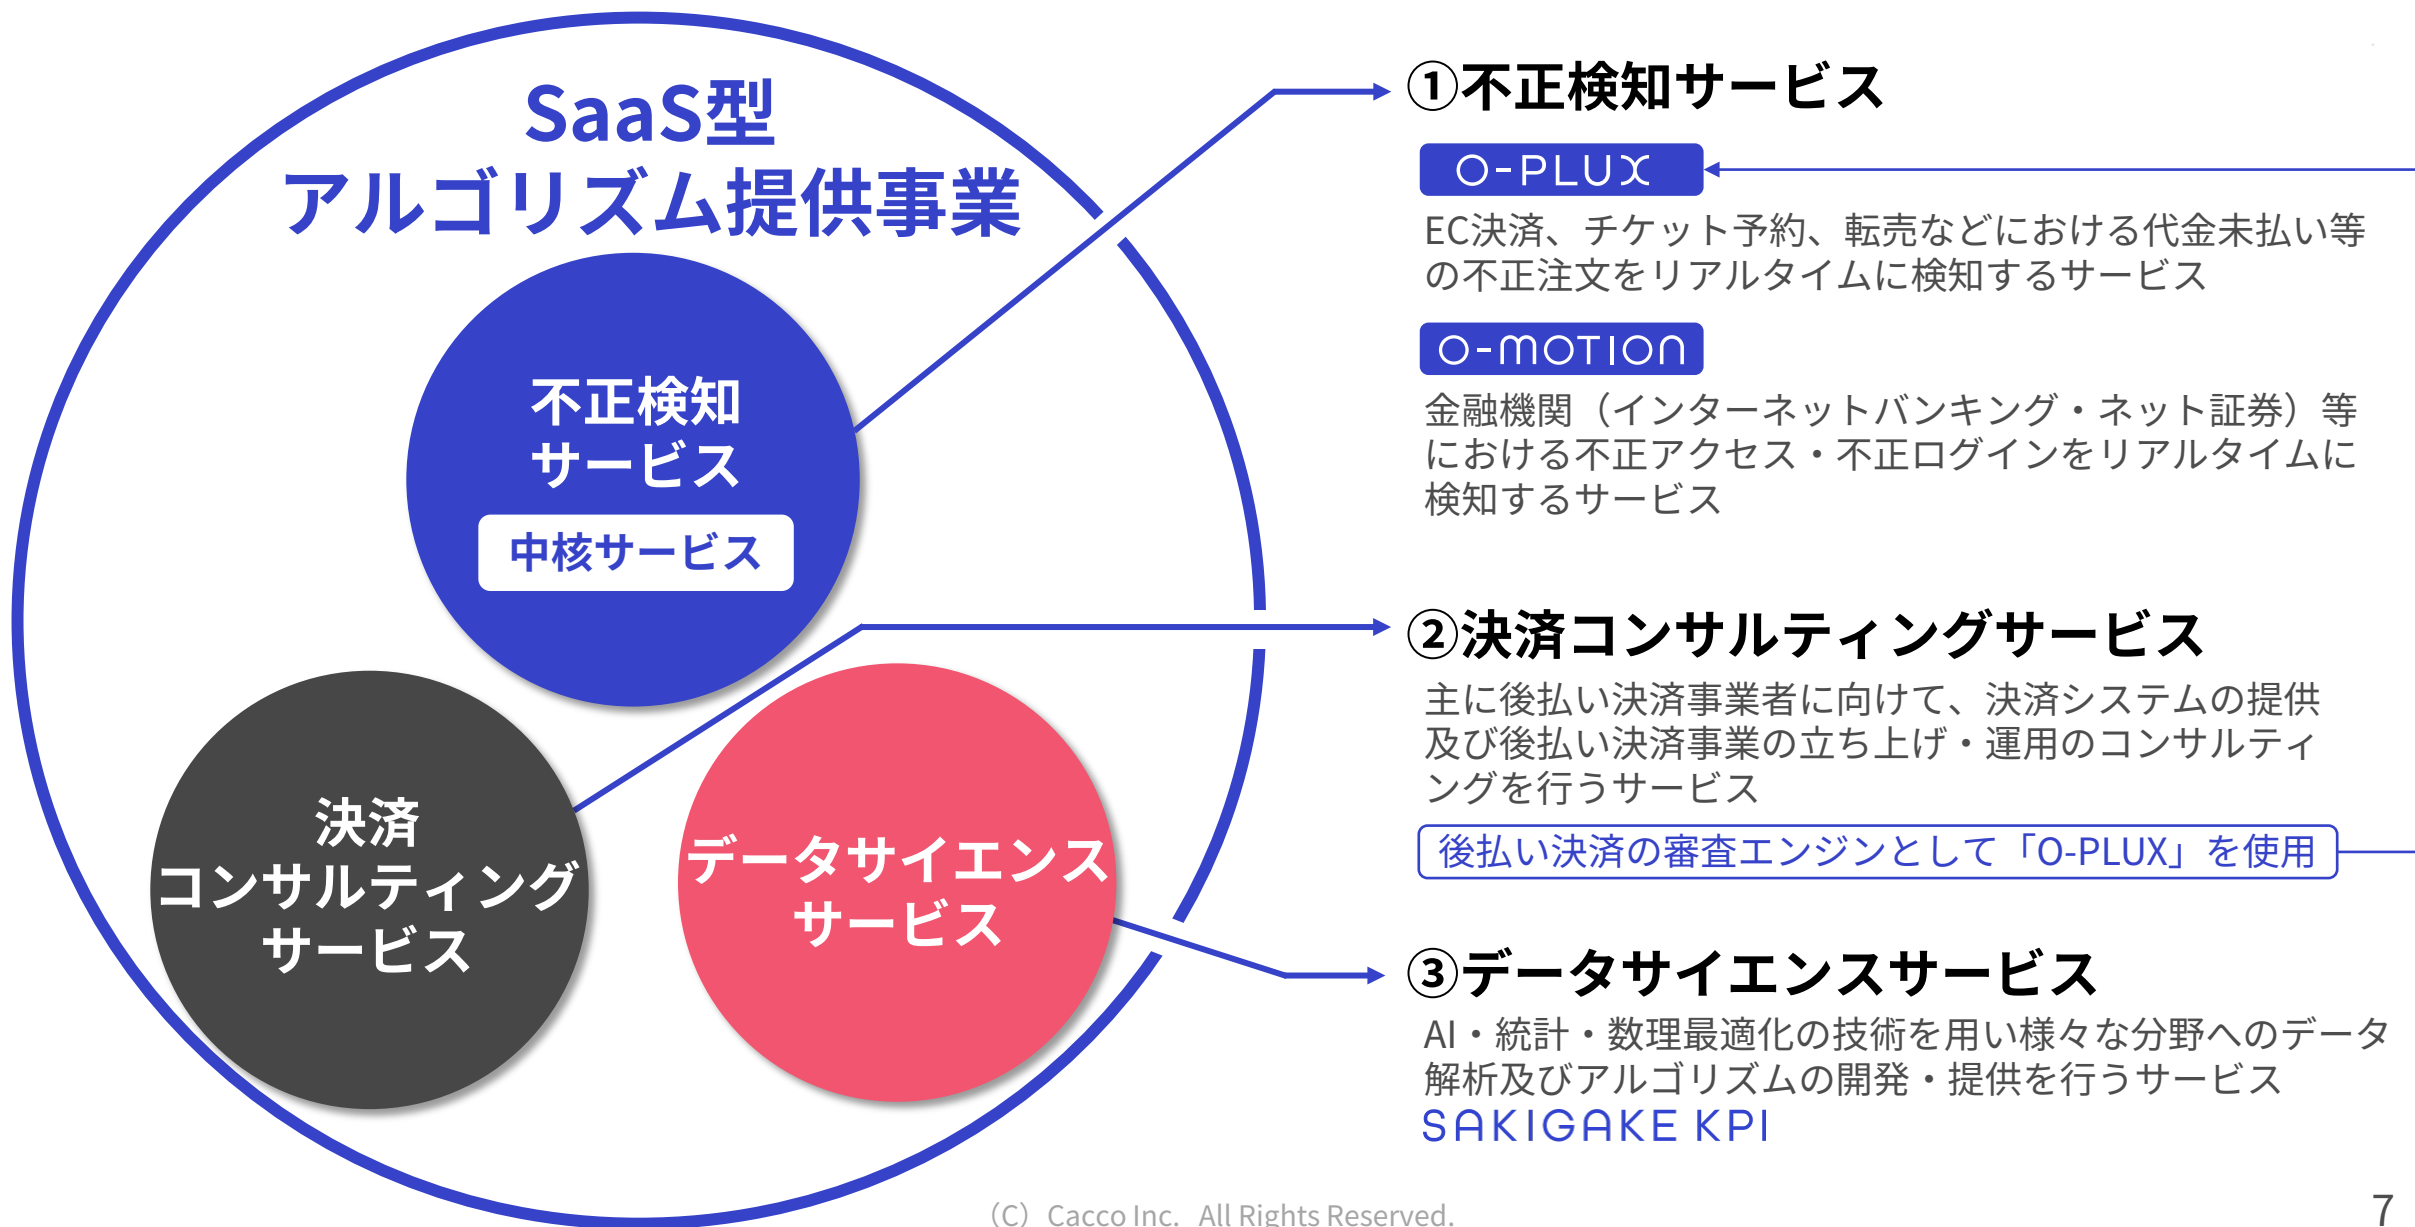 SaaS型
アルゴリズム提供事業
不正検知
サービス
中核サービス
決済
コンサルティング
サービス
データサイエンス
サービス
①不正検知サービス
O-PLUX
EC決済、チケット予約、転売などにおける代金未払い等
の不正注文をリアルタイムに検知するサービス
O-MOTION
金融機関（インターネットバンキング・ネット証券）等
における不正アクセス・不正ログインをリアルタイムに
検知するサービス
②決済コンサルティングサービス
主に後払い決済事業者に向けて、決済システムの提供
及び後払い決済事業の立ち上げ・運用のコンサルティ
ングを行うサービス
後払い決済の審査エンジンとして「O-PLUX」を使用
③データサイエンスサービス
AI・統計・数理最適化の技術を用い様々な分野へのデータ
解析及びアルゴリズムの開発・提供を行うサービス
SAKIGAKE KPI
（C）Cacco Inc. All Rights Reserved.
7